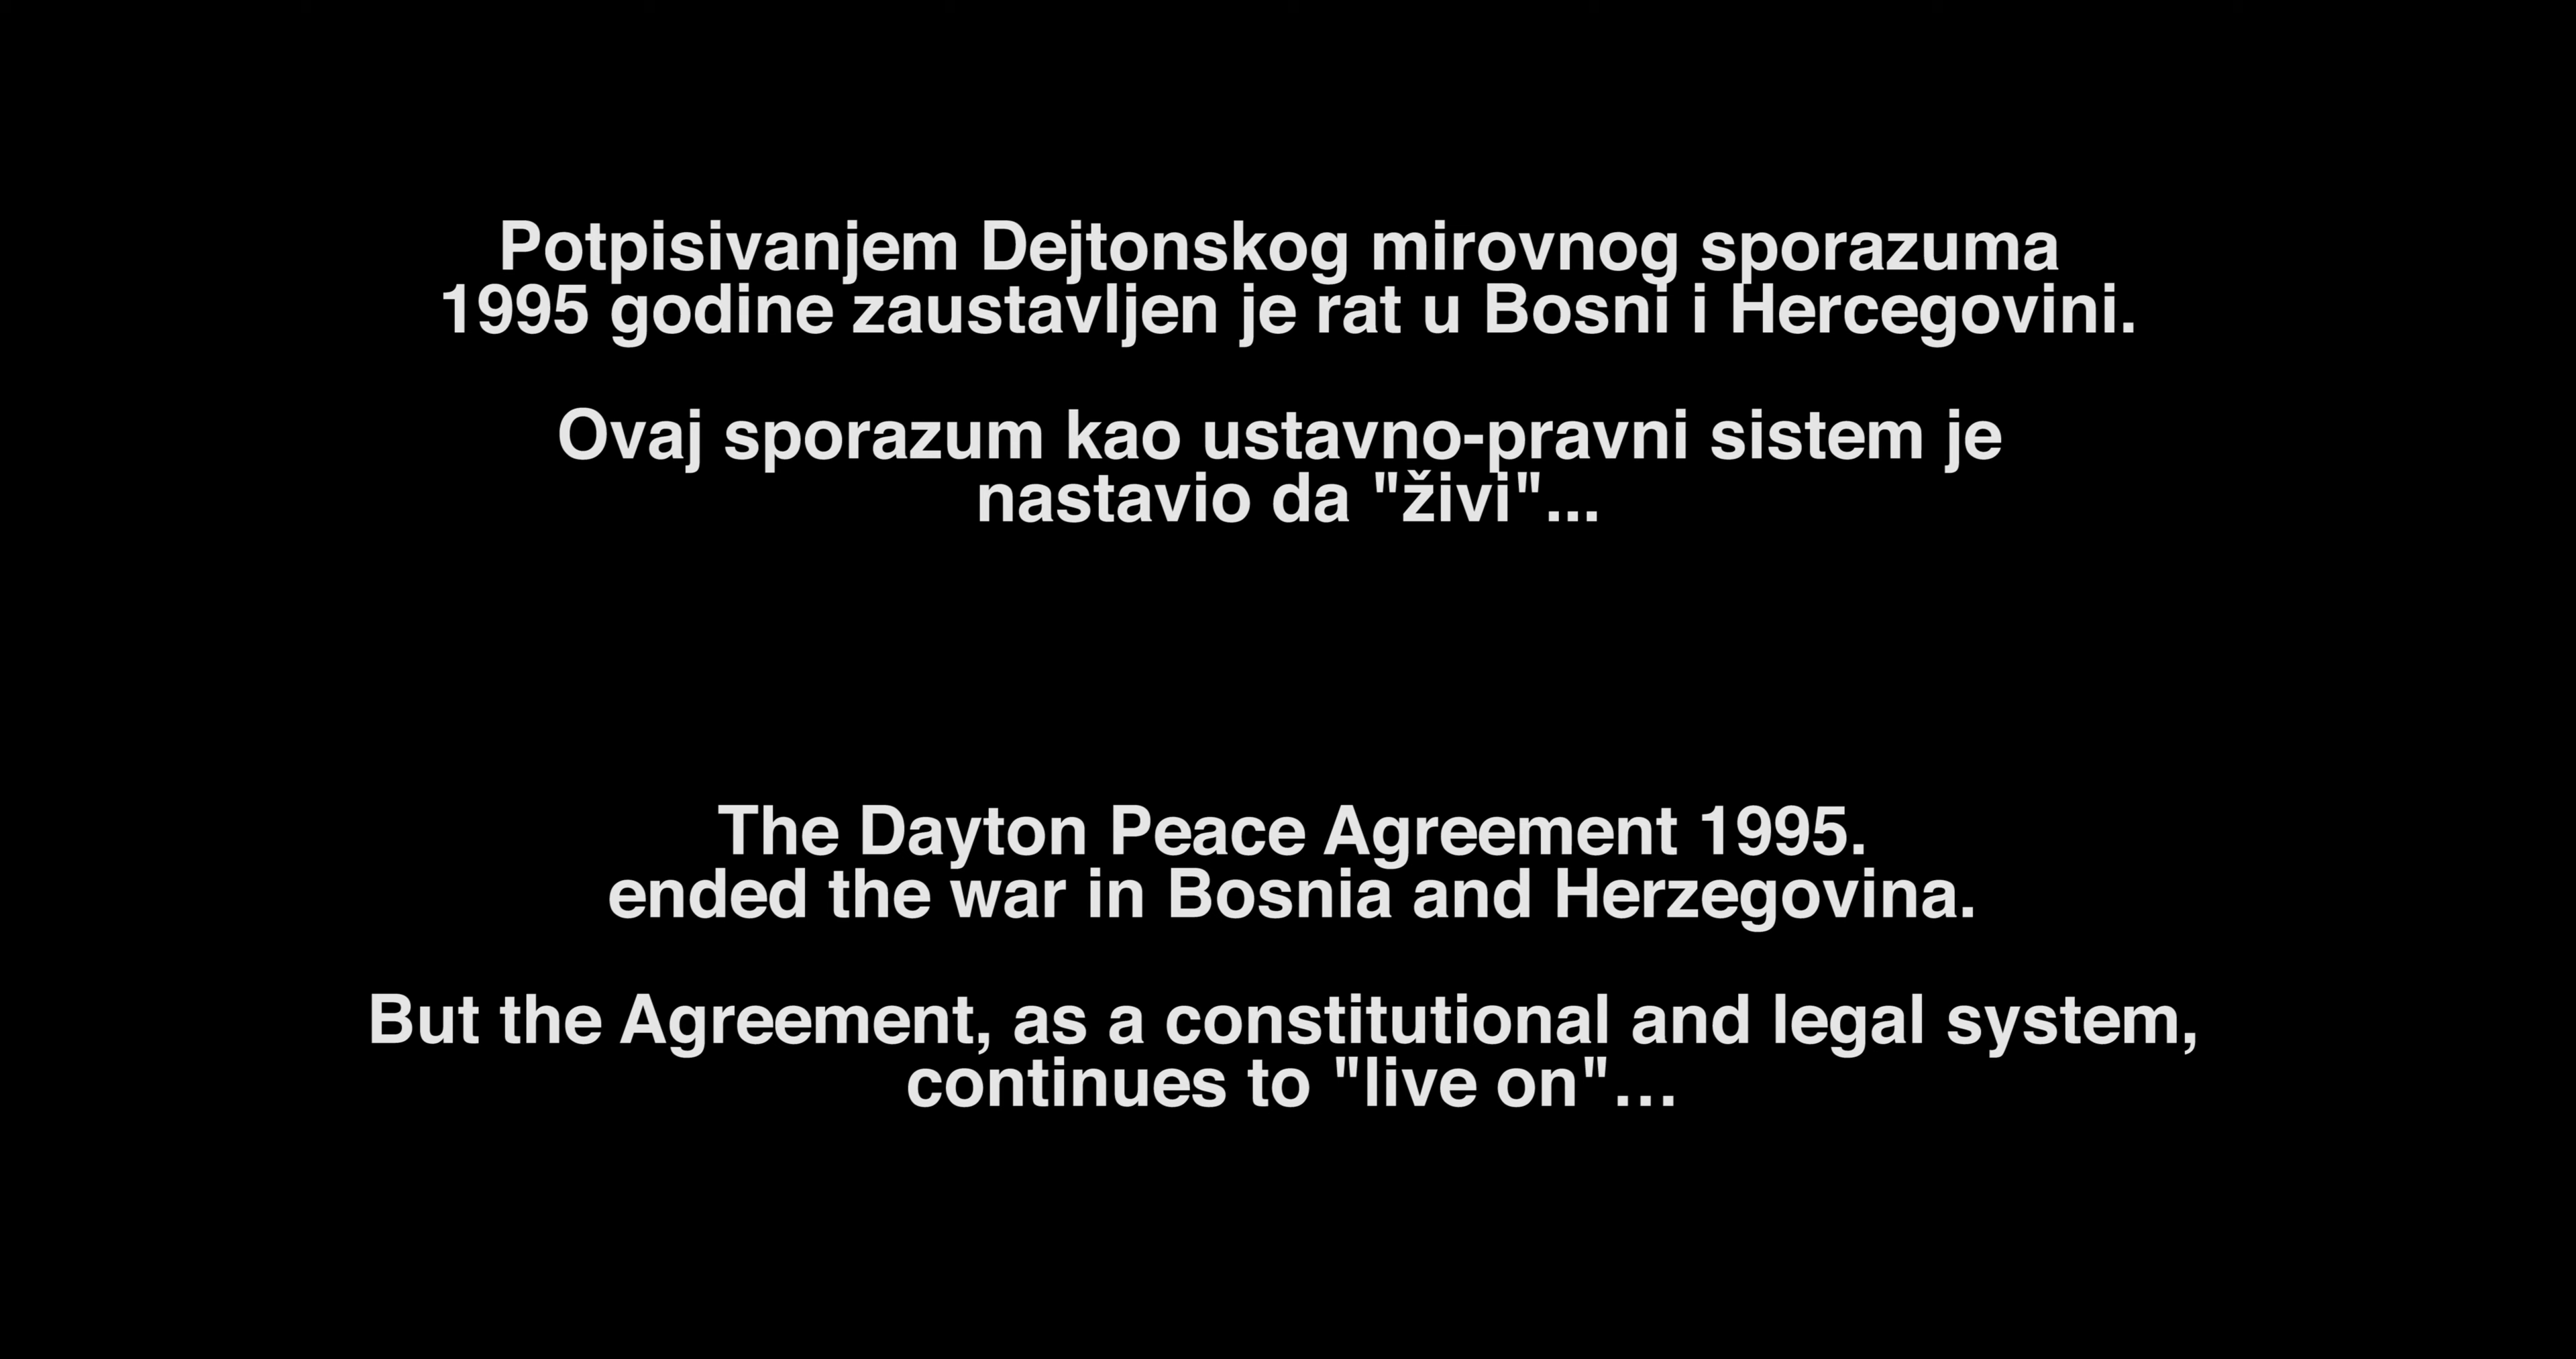 Potpisivanjem Dejtonskog mirovnog sporazuma
1995 godine zaustavljen je rat u Bosni i Hercegovini.
Ovaj sporazum kao ustavno-pravni sistem je
nastavio da "živi"...
The Dayton Peace Agreement 1995.
ended the war in Bosnia and Herzegovina.
But the Agreement, as a constitutional and legal system,
continues to "live on"...